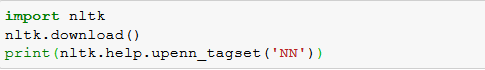 import nltk
nltk.download()
print(nltk.help.upenn_tagset('NN'))